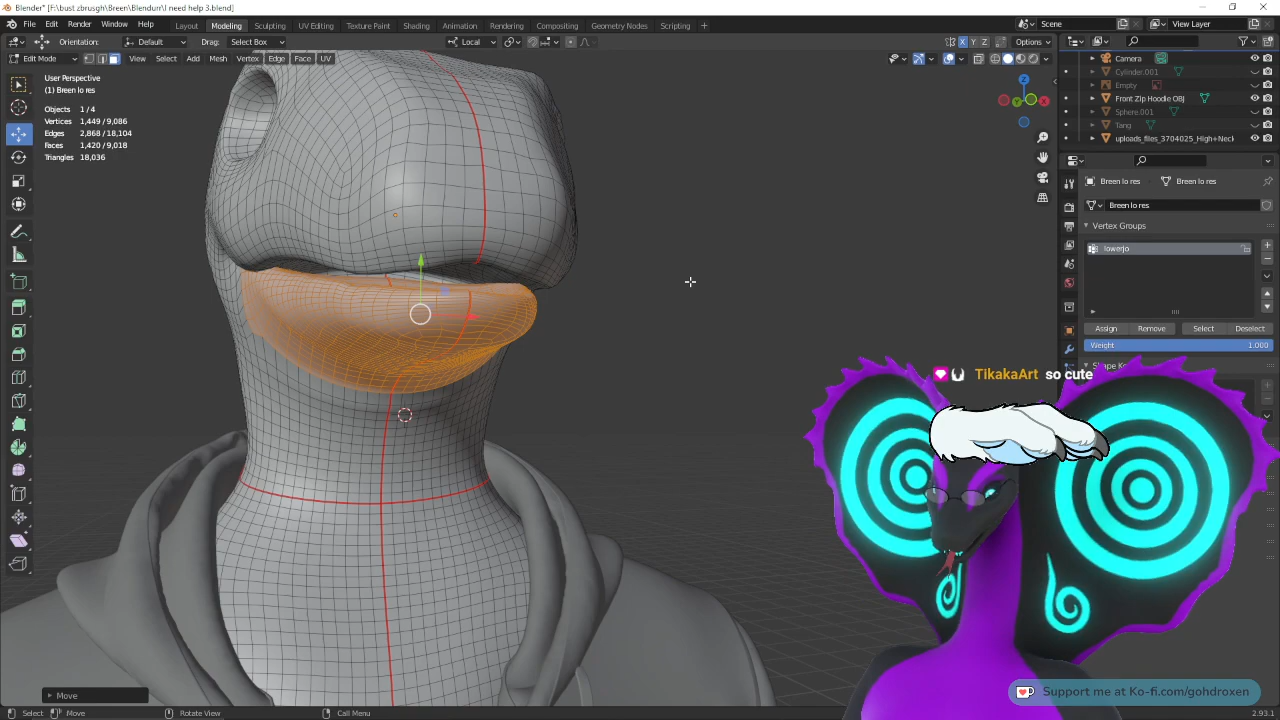 Blender* [F:\bust zbrusgh\Breen\Blendurr\I need help 3.blend]
File Edit Render Window Help Layout Modeling Sculpting UV Editing Texture Paint Shading Animation Rendering Compositing Geometry Nodes Scripting + Scene View Layer
Orientation: Default Drag: Select Box Local X Y Z Options
Edit Mode View Select Add Mesh Vertex Edge Face UV
User Perspective
(1) Breen lo res
Objects 1 / 4
Vertices 1,449 / 9,086
Edges 2,868 / 18,104
Faces 1,420 / 9,018
Triangles 18,036
Z
X
Y
Camera
Cylinder.001
Empty
Front Zip Hoodie OBJ
Sphere.001
Tang
uploads_files_3704025_High+Neck
Breen lo res Breen lo res
Breen lo res
Vertex Groups
lowerjo
Assign Remove Select Deselect
Weight 1.000
TikakaArt so cute
Move
Support me at Ko-fi.com/gohdroxen
Select Move Rotate View Call Menu 2.93.1